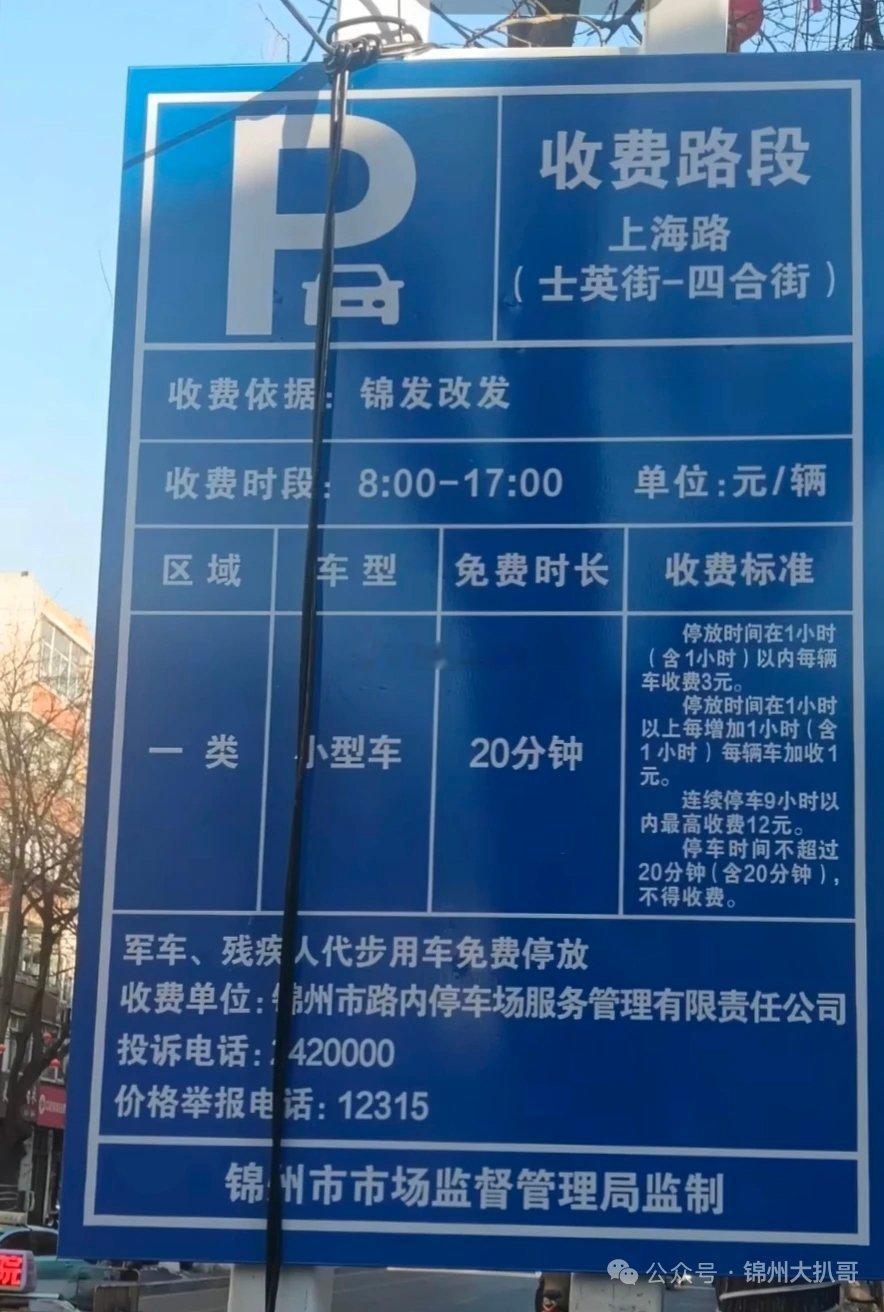 P
收费路段
上海路
（士英街-四合街）
收费依据：锦发改发
收费时段：8:00-17:00 单位：元/辆
区域 车型 免费时长 收费标准
一类 小型车 20分钟
停放时间在1小时
（含1小时）以内每辆
车收费3元。
停放时间在1小时
以上每增加1小时（含
1小时）每辆车加收1
元。
连续停车9小时以
内最高收费12元。
停车时间不超过
20分钟（含20分钟），
不得收费。
军车、残疾人代步用车免费停放
收费单位：锦州市路内停车场服务管理有限责任公司
投诉电话： 420000
价格举报电话：12315
锦州市市场监督管理局监制
院
公众号·锦州大扒哥